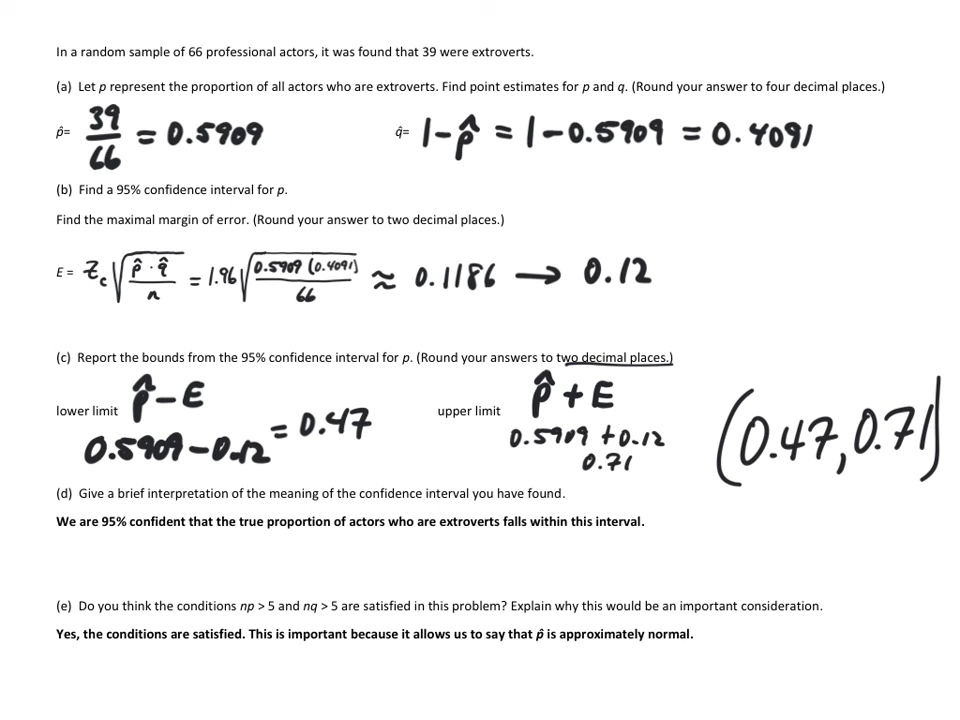 In a random sample of 66 professional actors, it was found that 39 were extroverts.
(a) Let p represent the proportion of all actors who are extroverts. Find point estimates for p and q. (Round your answer to four decimal places.)
p̂= 39/66 = 0.5909 q̂= 1-p̂ = 1-0.5909 = 0.4091
(b) Find a 95% confidence interval for p.
Find the maximal margin of error. (Round your answer to two decimal places.)
E = Zc √(p̂ · q̂ / n) = 1.96 √(0.5909 (0.4091) / 66) ≈ 0.1186 → 0.12
(c) Report the bounds from the 95% confidence interval for p. (Round your answers to two decimal places.)
lower limit p̂-E upper limit p̂ + E
0.5909-0.12 = 0.47 0.5909 +0.12 (0.47, 0.71)
0.71
(d) Give a brief interpretation of the meaning of the confidence interval you have found.
We are 95% confident that the true proportion of actors who are extroverts falls within this interval.
(e) Do you think the conditions np > 5 and nq > 5 are satisfied in this problem? Explain why this would be an important consideration.
Yes, the conditions are satisfied. This is important because it allows us to say that p̂ is approximately normal.